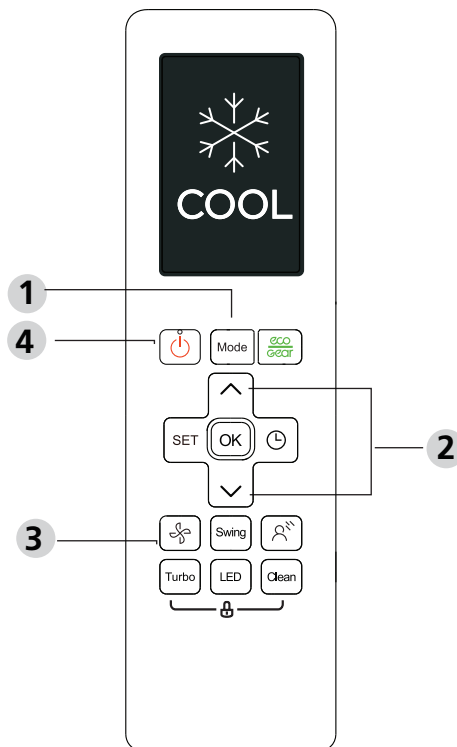 COOL
1
4
Mode
eco
gear
2
SET
OK
3
Swing
Turbo
LED
Clean